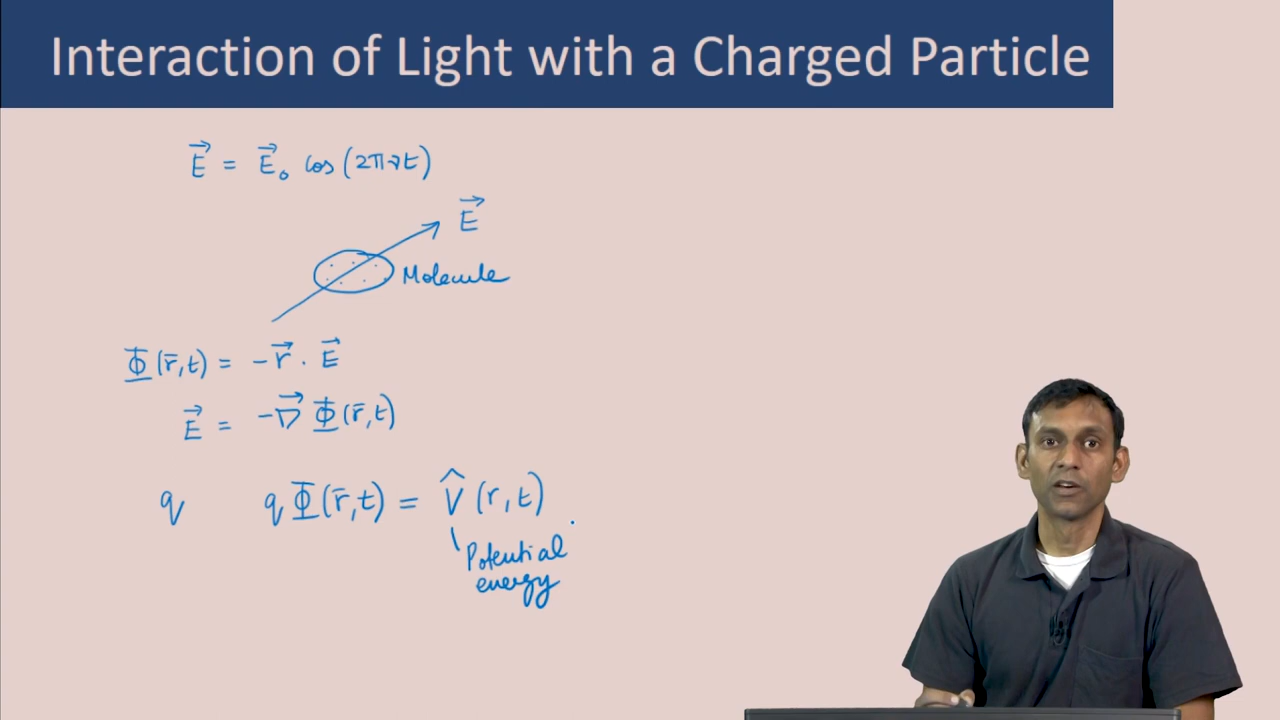 Interaction of Light with a Charged Particle
E⃗ = E⃗₀ cos(2πνt)
E⃗
Molecule
Φ(r̄,t) = -r⃗ . E⃗
E⃗ = -∇⃗ Φ(r̄,t)
q qΦ(r̄,t) = V̂(r,t)
Potential
energy